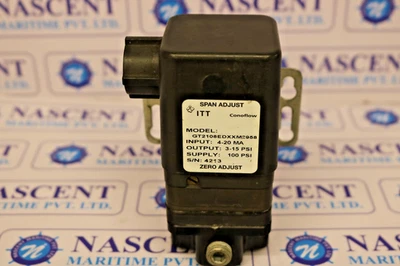 SPAN ADJUST
ITT Conoflow
MODEL:
INPUT: 4-20 MA
OUTPUT: 3-15 PSI
SUPPLY: 100 PSI
S/N: 4213
ZERO ADJUST
NASCENT
MARITIME PVT. LTD.